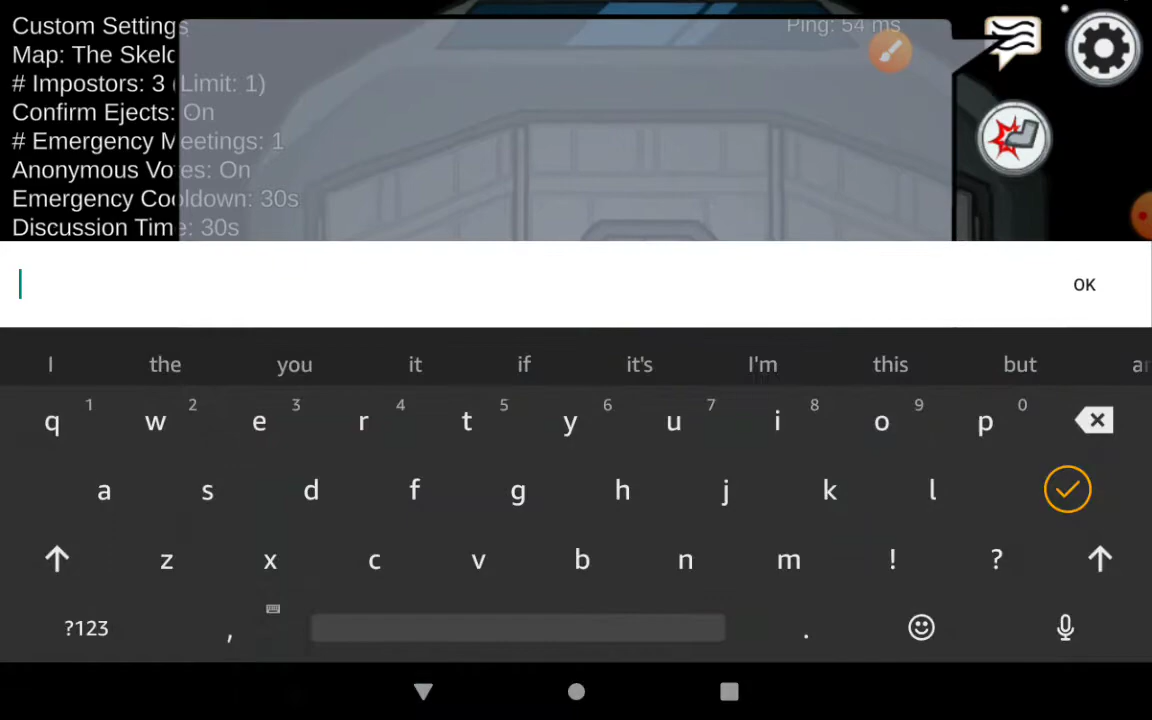 Custom Settings
Ping: 54 ms
Map: The Skeld
# Impostors: 3 (Limit: 1)
Confirm Ejects: On
# Emergency Meetings: 1
Anonymous Votes: On
Emergency Cooldown: 30s
Discussion Time: 30s
OK
I the you it if it's I'm this but
1 2 3 4 5 6 7 8 9 0
q w e r t y u i o p
a s d f g h j k l
z x c v b n m ! ?
?123 , .